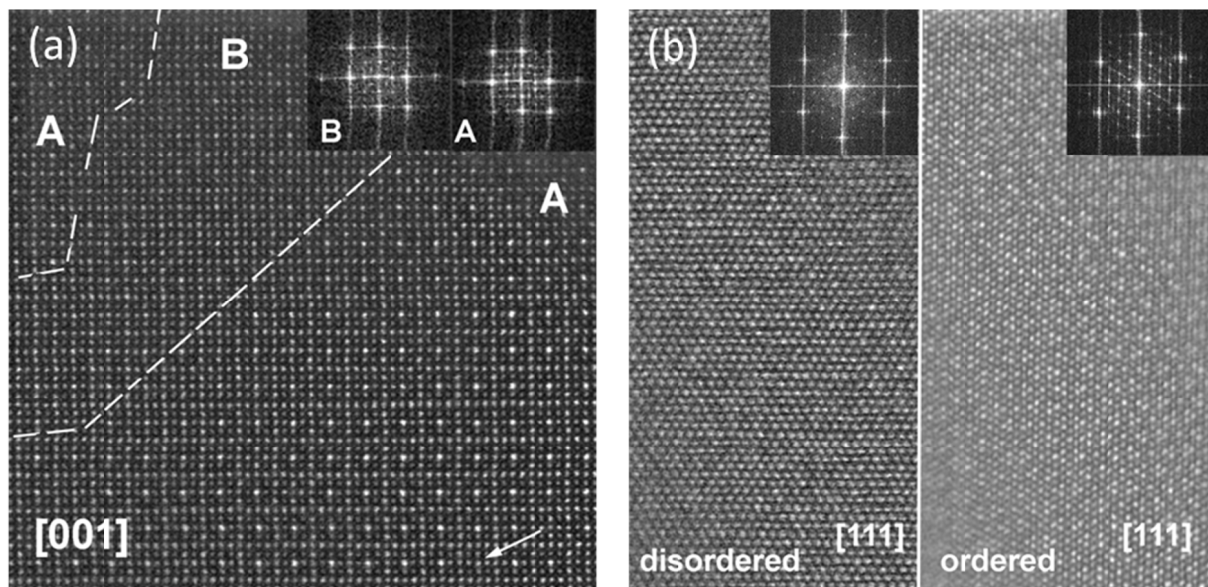 (a)
B
A
B
A
A
[001]
(b)
[111]
disordered
[111]
ordered